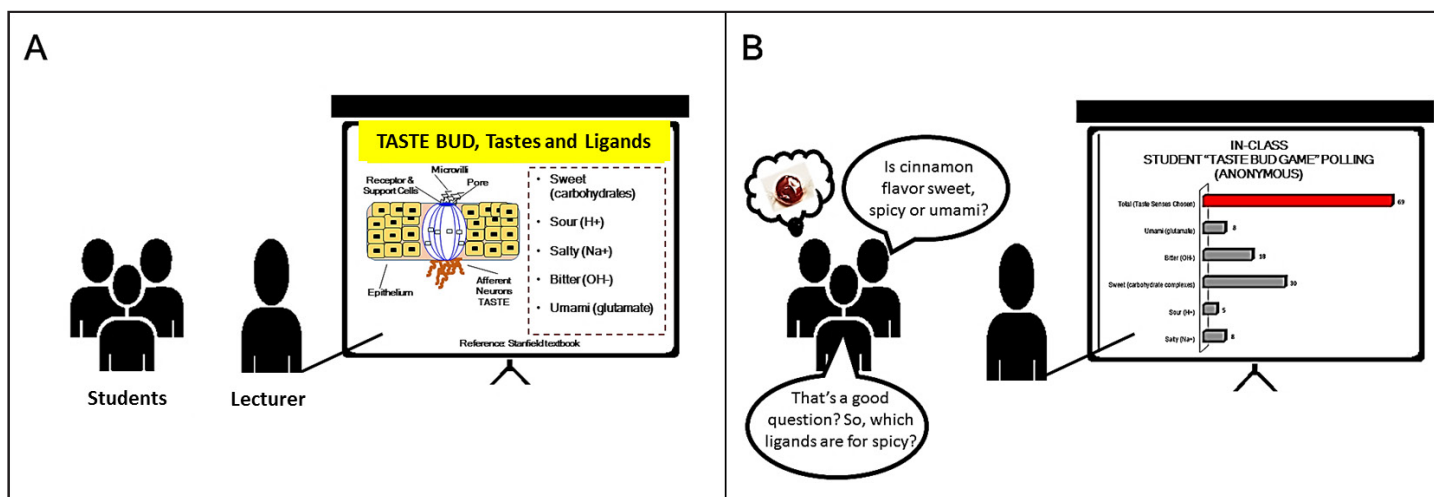 A
TASTE BUD, Tastes and Ligands
Microvilli
Receptor &
Support Cells
Pore
Epithelium
Afferent
Neurons
TASTE
• Sweet
(carbohydrates)
• Sour (H+)
• Salty (Na+)
• Bitter (OH-)
• Umami (glutamate)
Reference: Stanfield textbook
Students
Lecturer
B
Is cinnamon
flavor sweet,
spicy or umami?
That's a good
question? So, which
ligands are for spicy?
IN-CLASS
STUDENT "TASTE BUD GAME" POLLING
(ANONYMOUS)
Total (Taste Senses Chosen) 69
Umami (glutamate) 8
Bitter (OH-) 18
Sweet (carbohydrate complexes) 30
Sour (H+) 5
Salty (Na+) 8